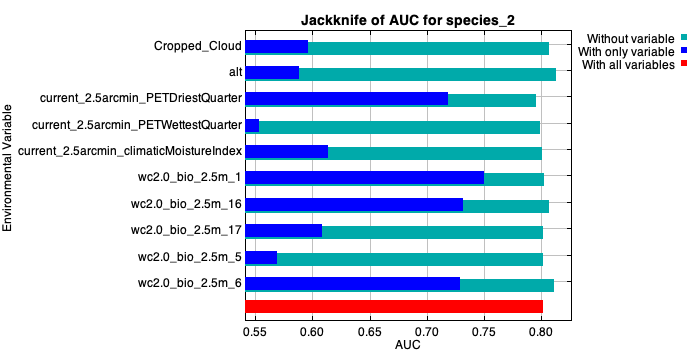 Jackknife of AUC for species_2
Without variable
With only variable
With all variables
Environmental Variable
Cropped_Cloud
alt
current_2.5arcmin_PETDriestQuarter
current_2.5arcmin_PETWettestQuarter
current_2.5arcmin_climaticMoistureIndex
wc2.0_bio_2.5m_1
wc2.0_bio_2.5m_16
wc2.0_bio_2.5m_17
wc2.0_bio_2.5m_5
wc2.0_bio_2.5m_6
0.55 0.60 0.65 0.70 0.75 0.80
AUC